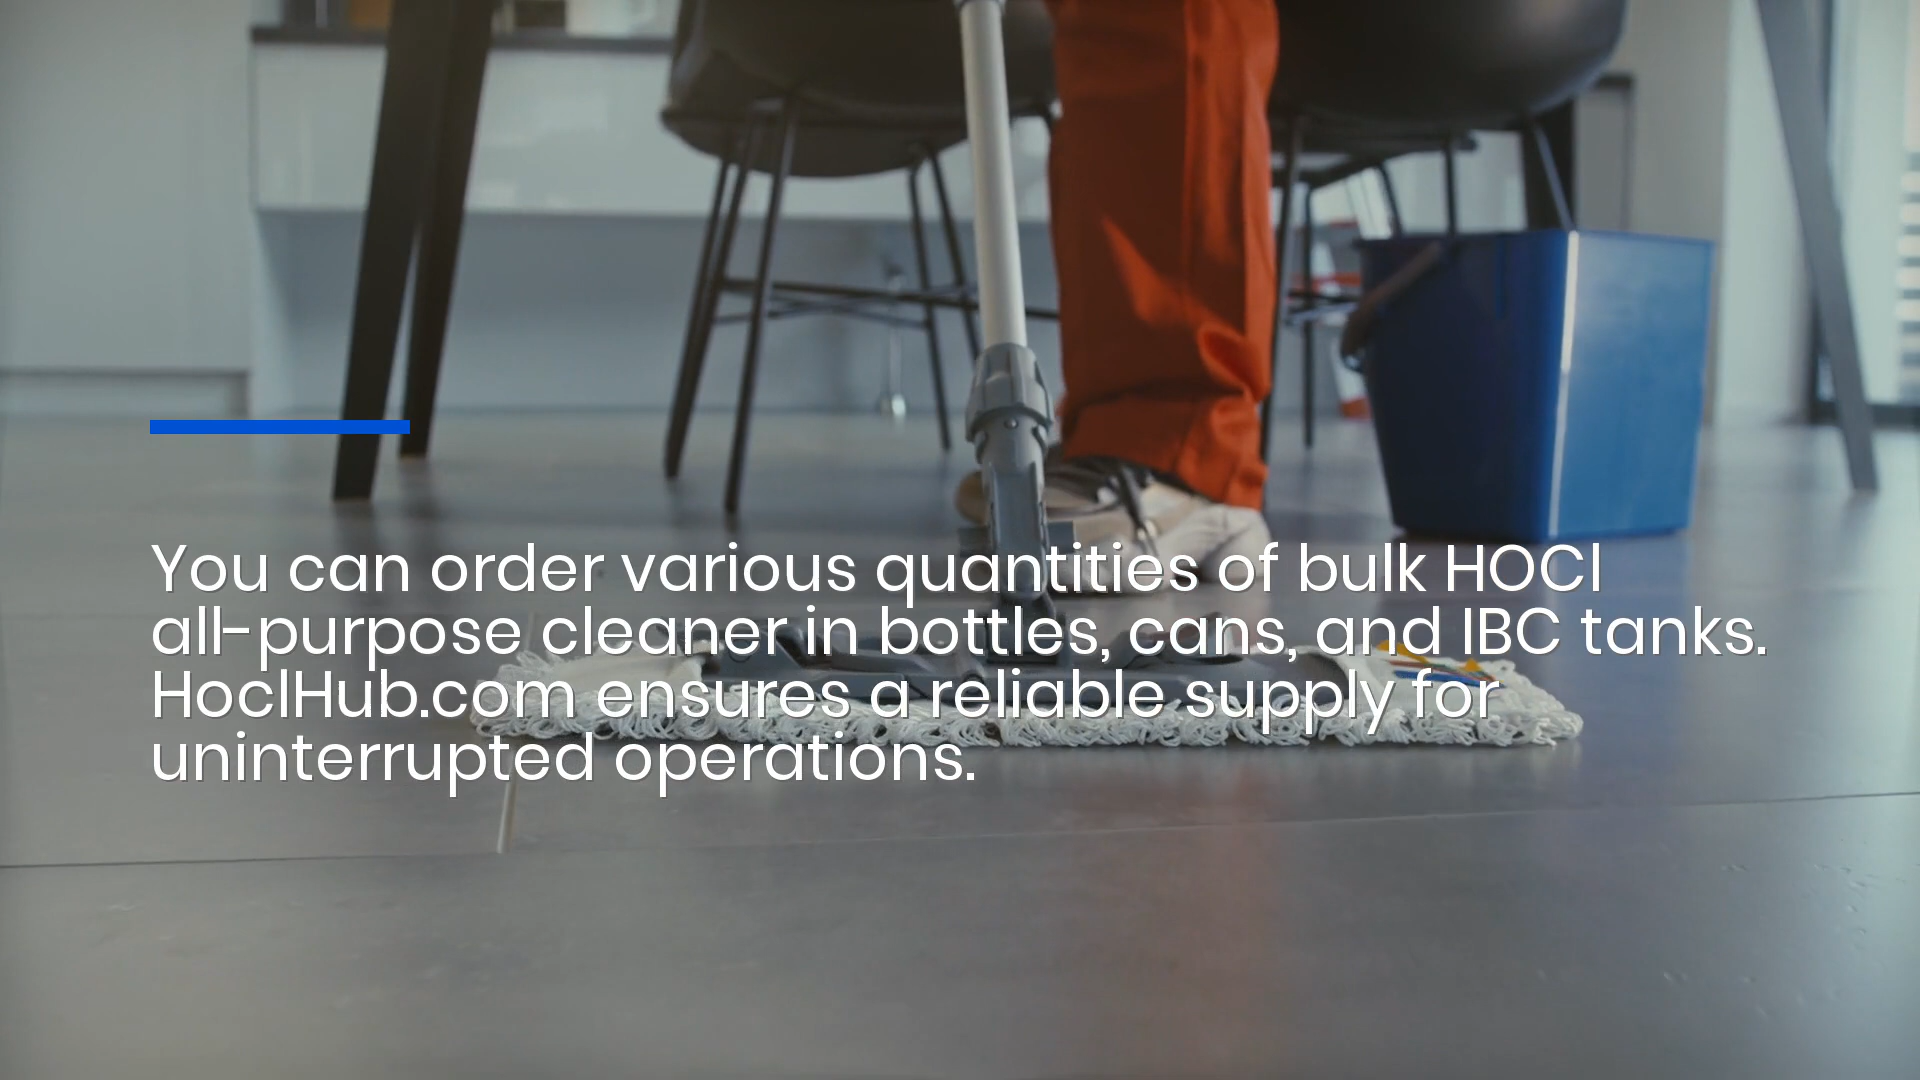 You can order various quantities of bulk HOCl
all-purpose cleaner in bottles, cans, and IBC tanks.
HoclHub.com ensures a reliable supply for
uninterrupted operations.